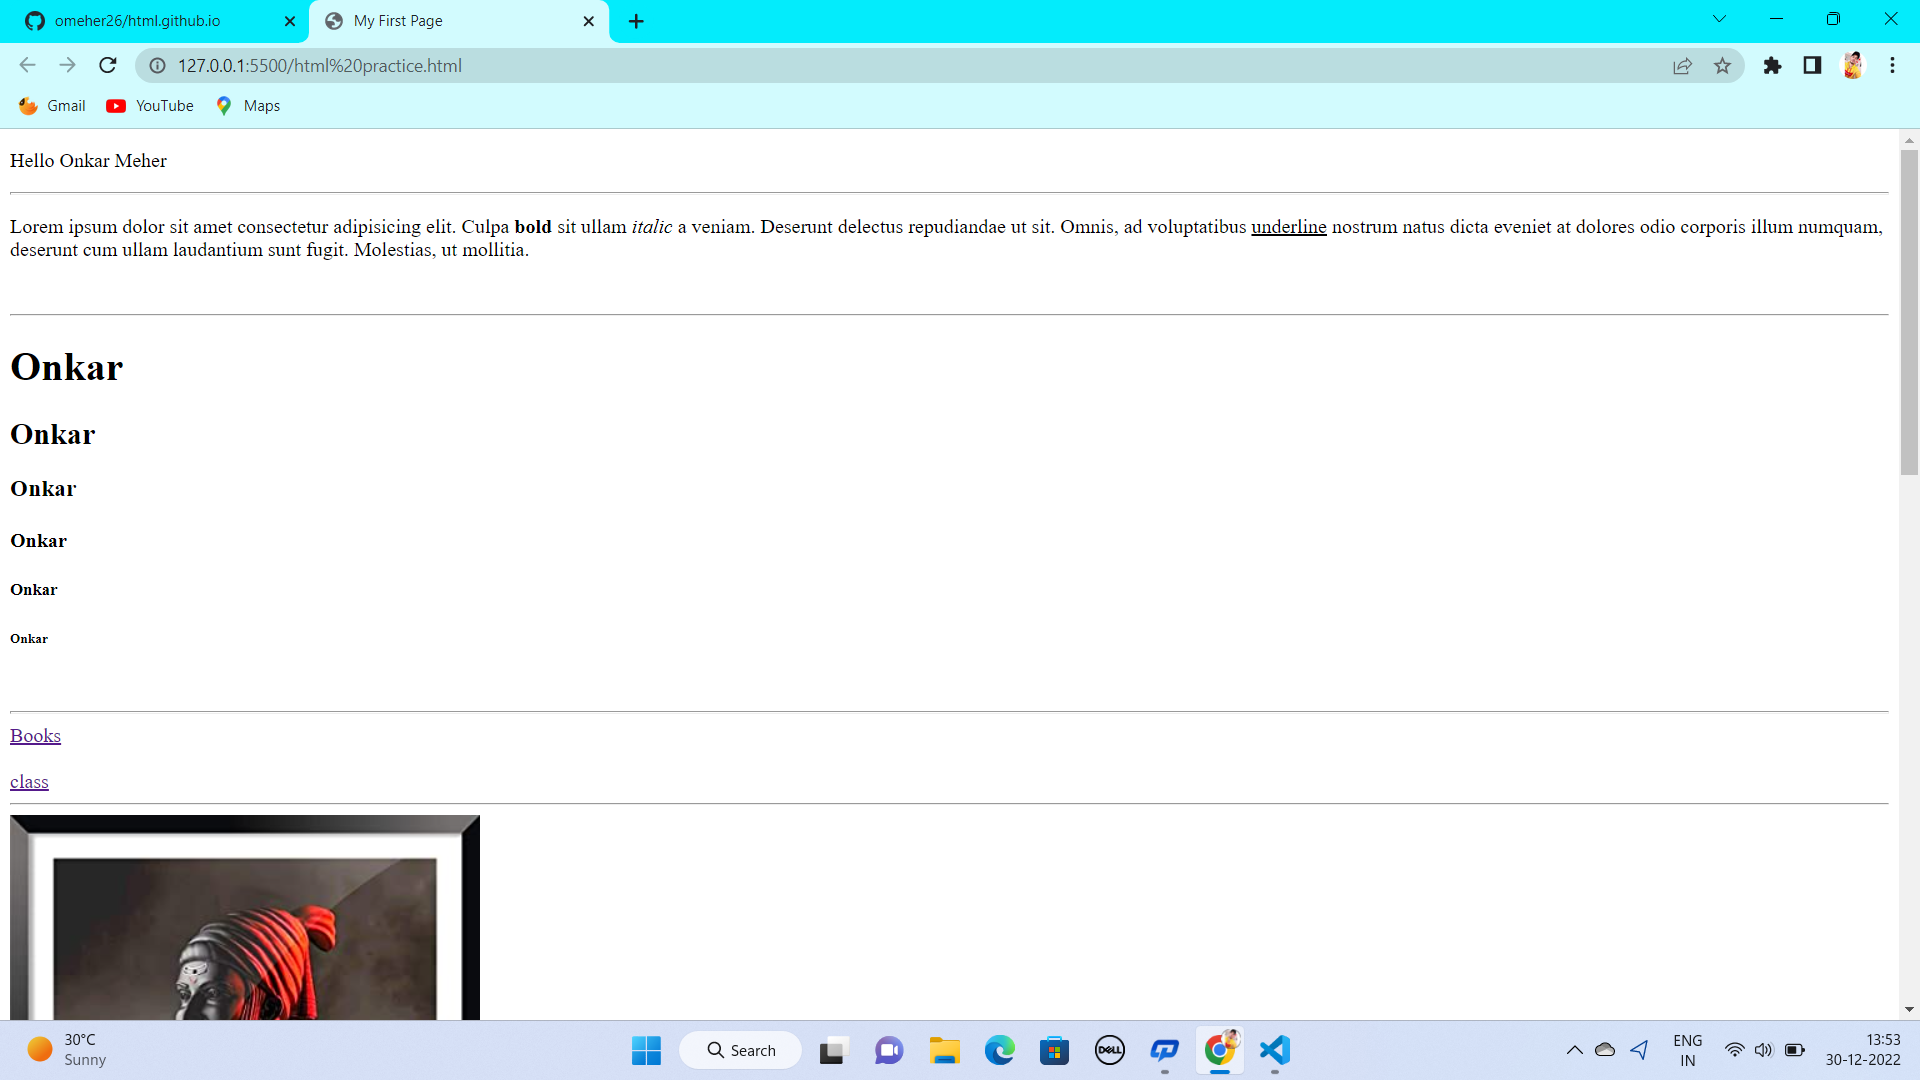 omeher26/html.github.io
My First Page
127.0.0.1:5500/html%20practice.html
Gmail YouTube Maps
Hello Onkar Meher
Lorem ipsum dolor sit amet consectetur adipisicing elit. Culpa bold sit ullam italic a veniam. Deserunt delectus repudiandae ut sit. Omnis, ad voluptatibus underline nostrum natus dicta eveniet at dolores odio corporis illum numquam,
deserunt cum ullam laudantium sunt fugit. Molestias, ut mollitia.
Onkar
Onkar
Onkar
Onkar
Onkar
Onkar
Books
class
30°C
Sunny
Search
DELL
ENG
IN
13:53
30-12-2022